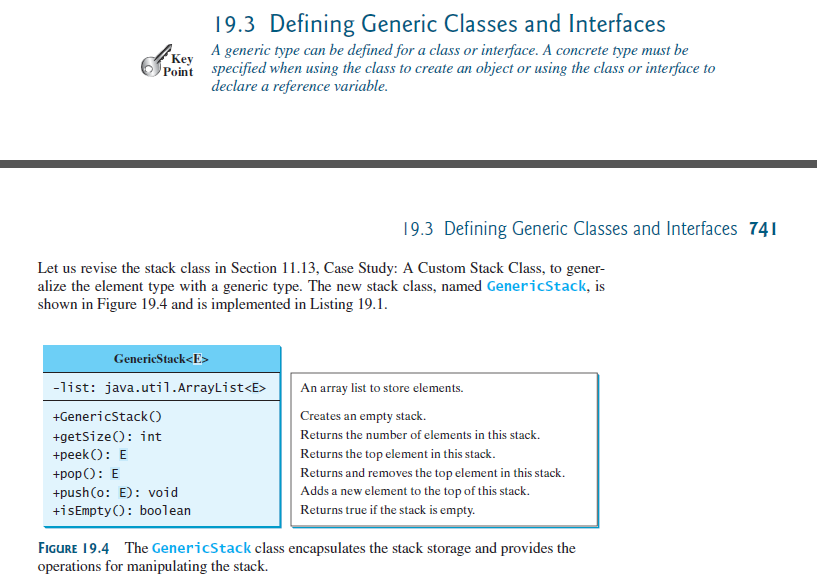 19.3 Defining Generic Classes and Interfaces
Key
Point
A generic type can be defined for a class or interface. A concrete type must be
specified when using the class to create an object or using the class or interface to
declare a reference variable.
19.3 Defining Generic Classes and Interfaces 741
Let us revise the stack class in Section 11.13, Case Study: A Custom Stack Class, to gener-
alize the element type with a generic type. The new stack class, named GenericStack, is
shown in Figure 19.4 and is implemented in Listing 19.1.
GenericStack<E>
-list: java.util.ArrayList<E>
An array list to store elements.
+GenericStack()
Creates an empty stack.
+getSize(): int
Returns the number of elements in this stack.
+peek(): E
Returns the top element in this stack.
+pop(): E
Returns and removes the top element in this stack.
+push(o: E): void
Adds a new element to the top of this stack.
+isEmpty(): boolean
Returns true if the stack is empty.
FIGURE 19.4 The GenericStack class encapsulates the stack storage and provides the
operations for manipulating the stack.